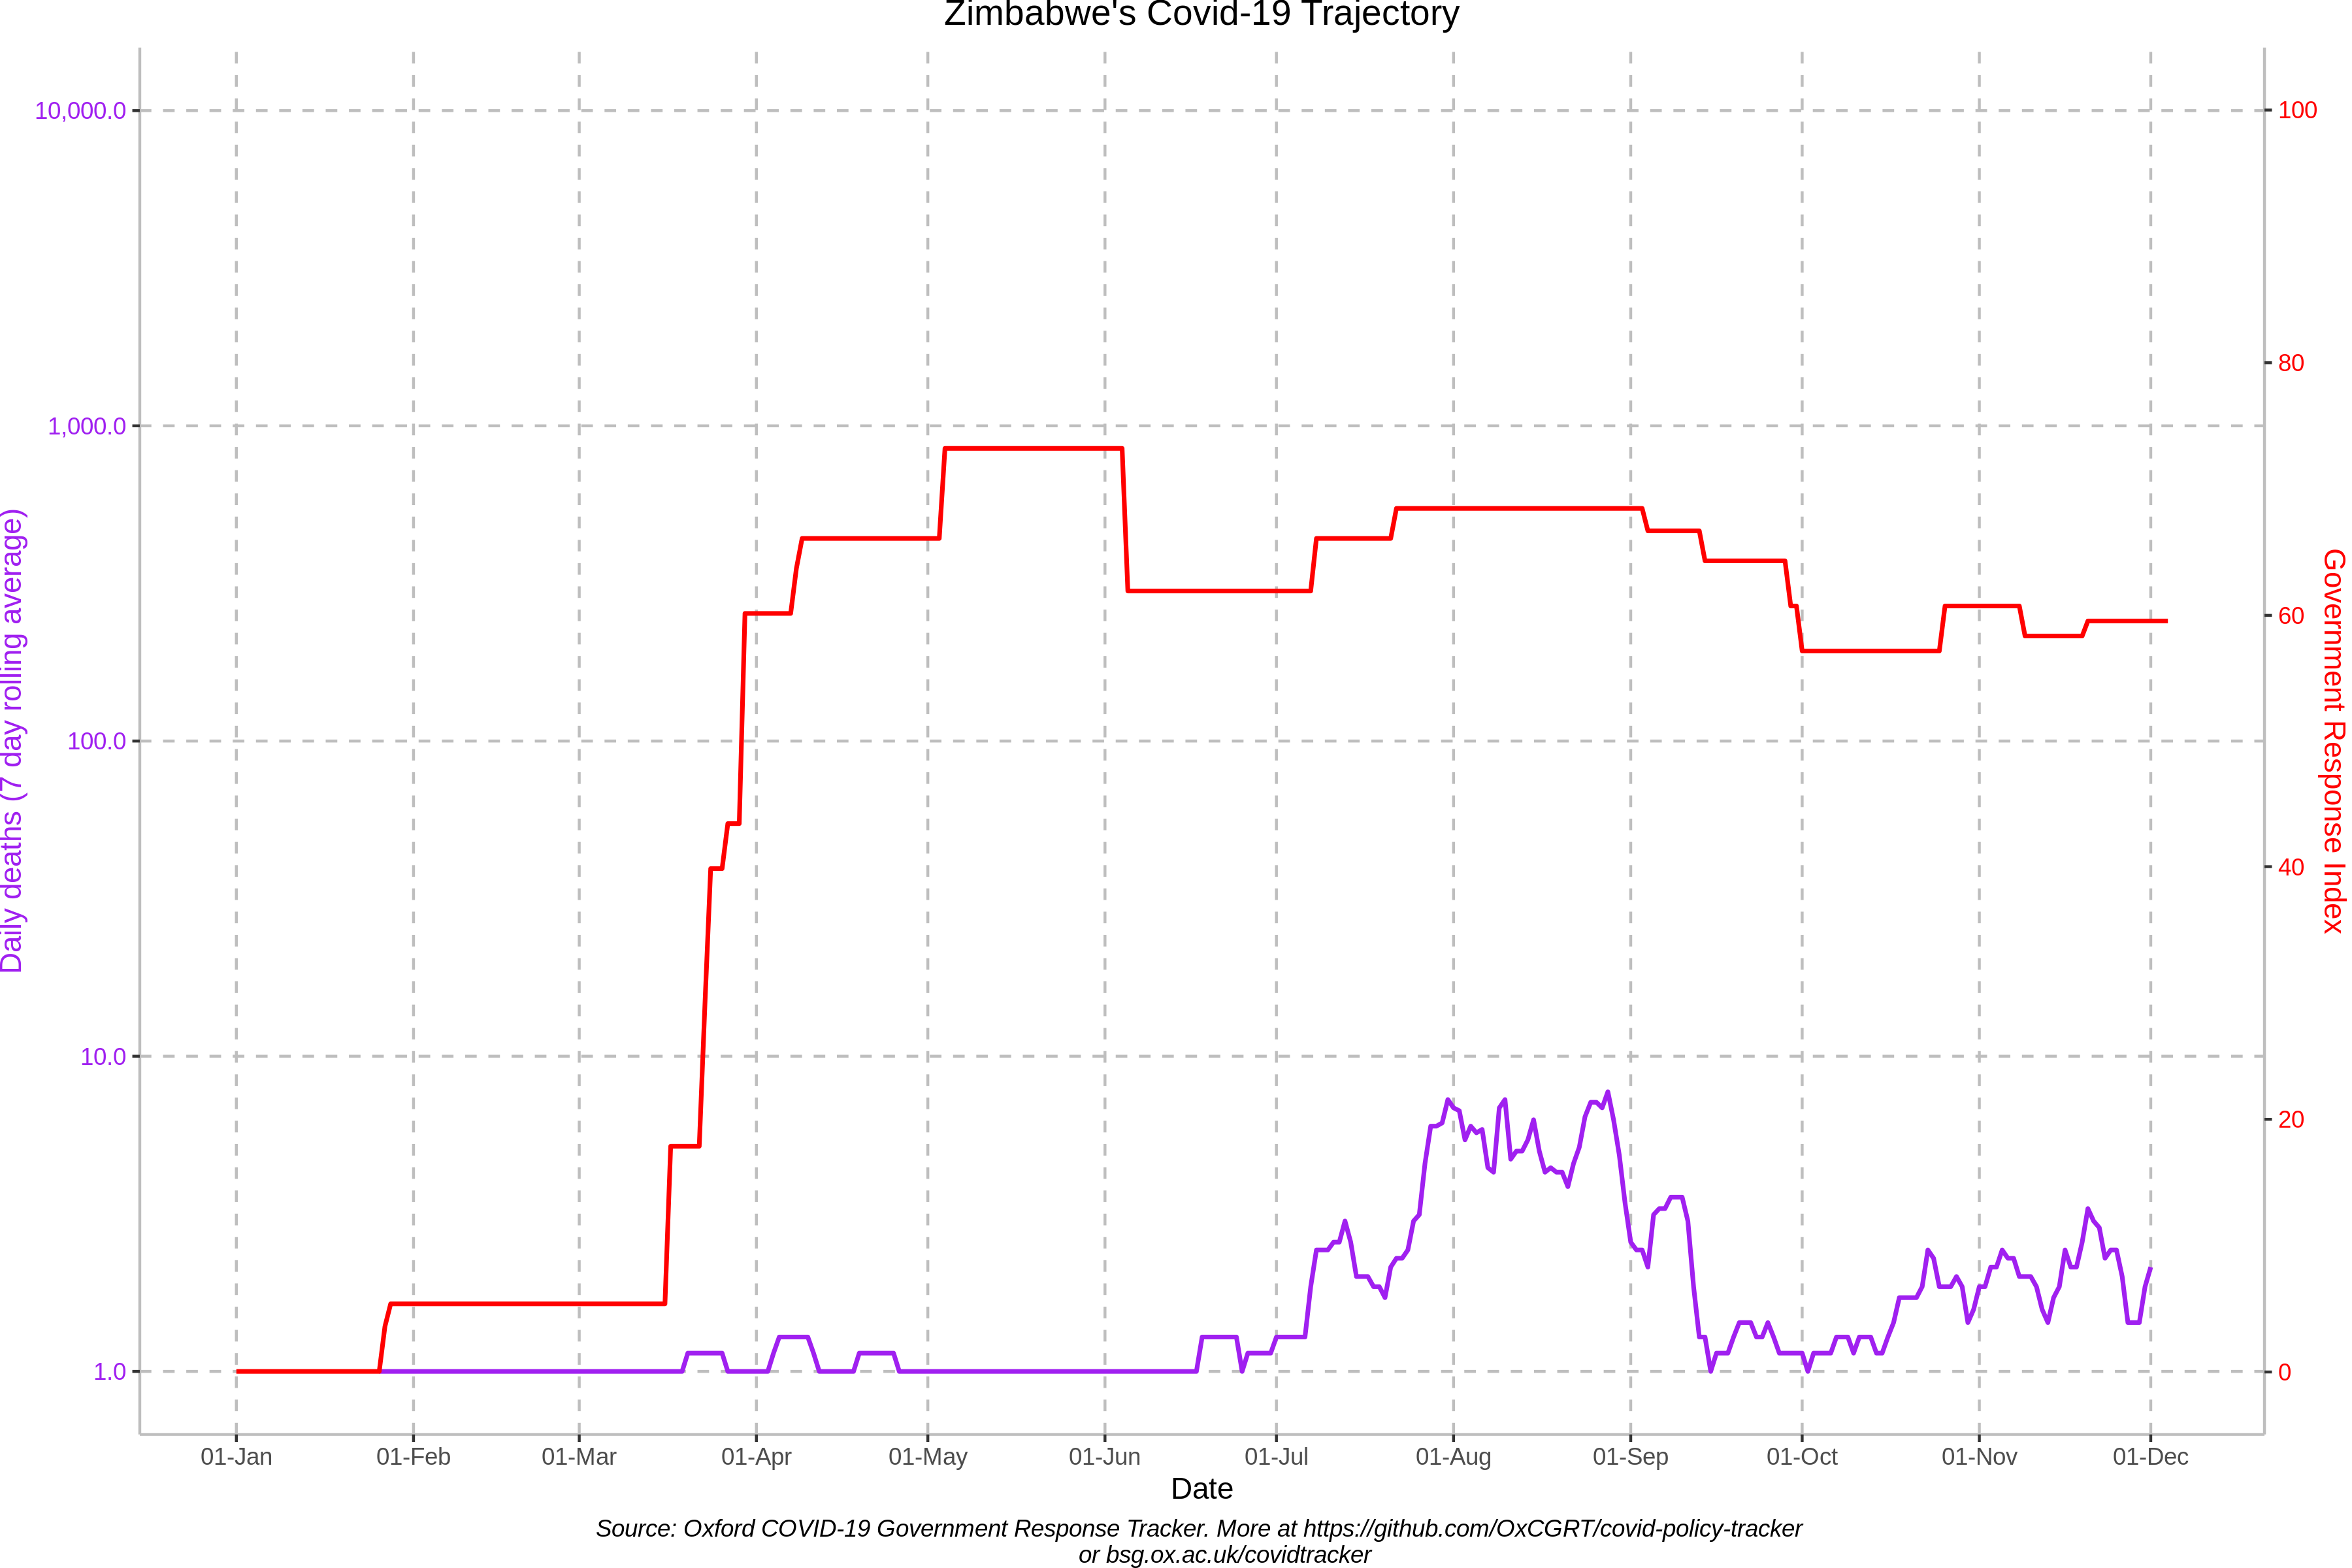 Zimbabwe's Covid-19 Trajectory
10,000.0
1,000.0
100.0
10.0
1.0
Daily deaths (7 day rolling average)
100
80
60
40
20
0
Government Response Index
01-Jan 01-Feb 01-Mar 01-Apr 01-May 01-Jun 01-Jul 01-Aug 01-Sep 01-Oct 01-Nov 01-Dec
Date
Source: Oxford COVID-19 Government Response Tracker. More at https://github.com/OxCGRT/covid-policy-tracker
or bsg.ox.ac.uk/covidtracker